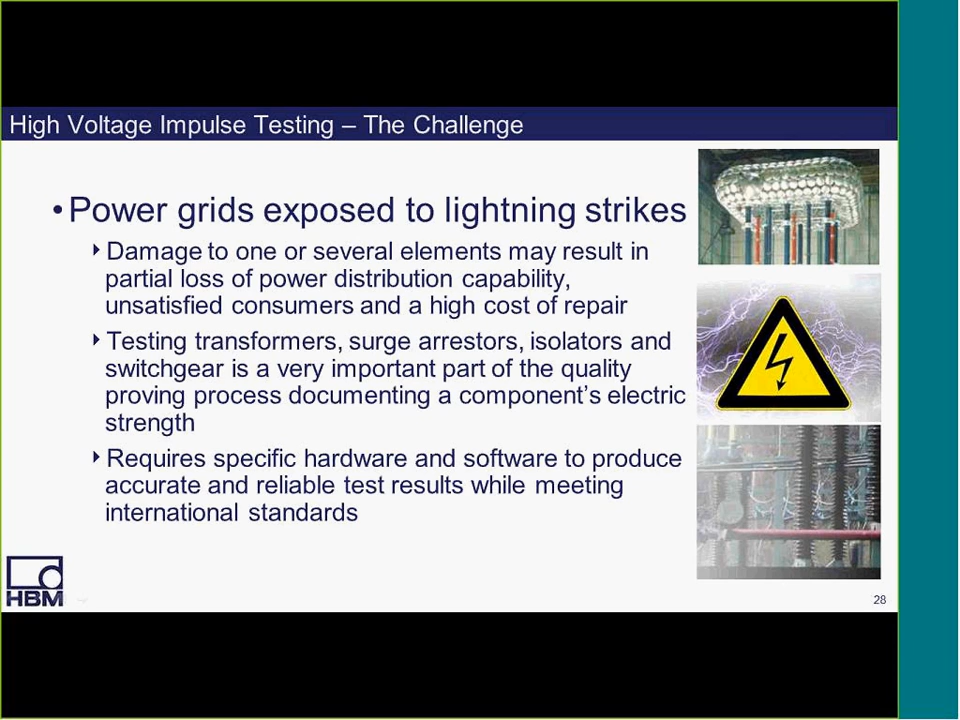 High Voltage Impulse Testing – The Challenge
• Power grids exposed to lightning strikes
Damage to one or several elements may result in
partial loss of power distribution capability,
unsatisfied consumers and a high cost of repair
Testing transformers, surge arrestors, isolators and
switchgear is a very important part of the quality
proving process documenting a component’s electric
strength
Requires specific hardware and software to produce
accurate and reliable test results while meeting
international standards
HBM
28